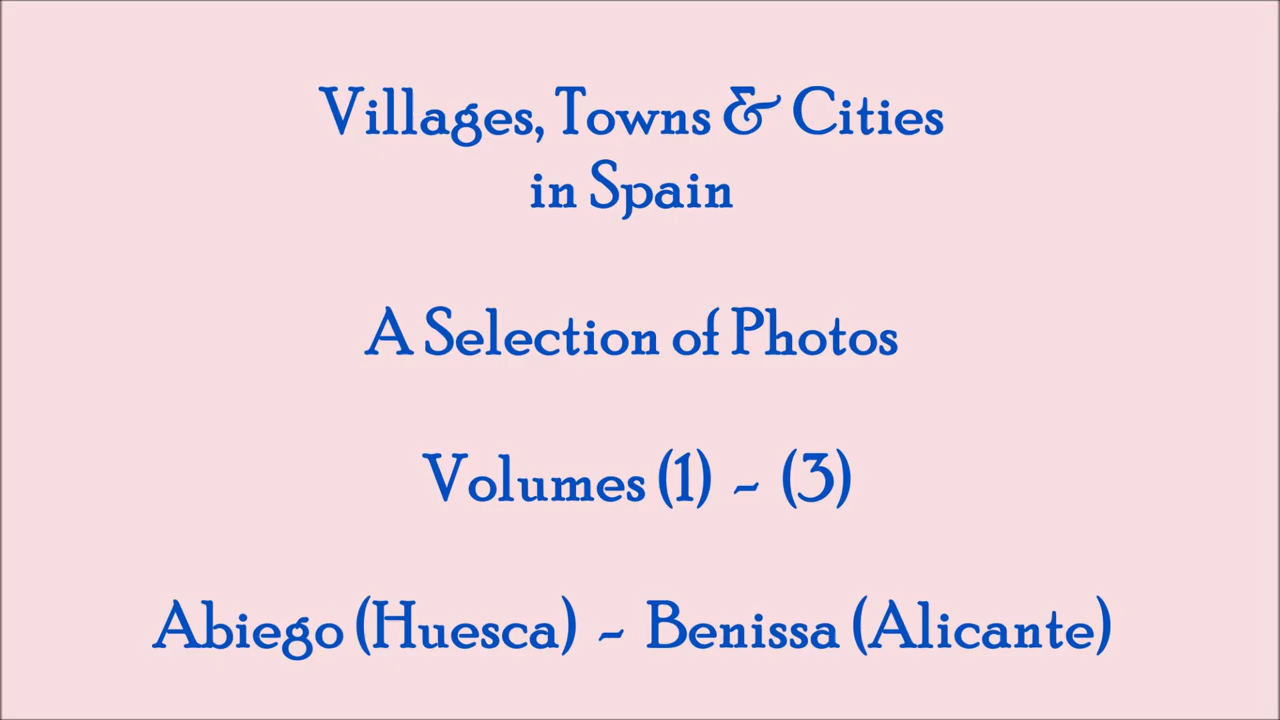 Villages, Towns & Cities
in Spain
A Selection of Photos
Volumes (1) - (3)
Abiego (Huesca) - Benissa (Alicante)